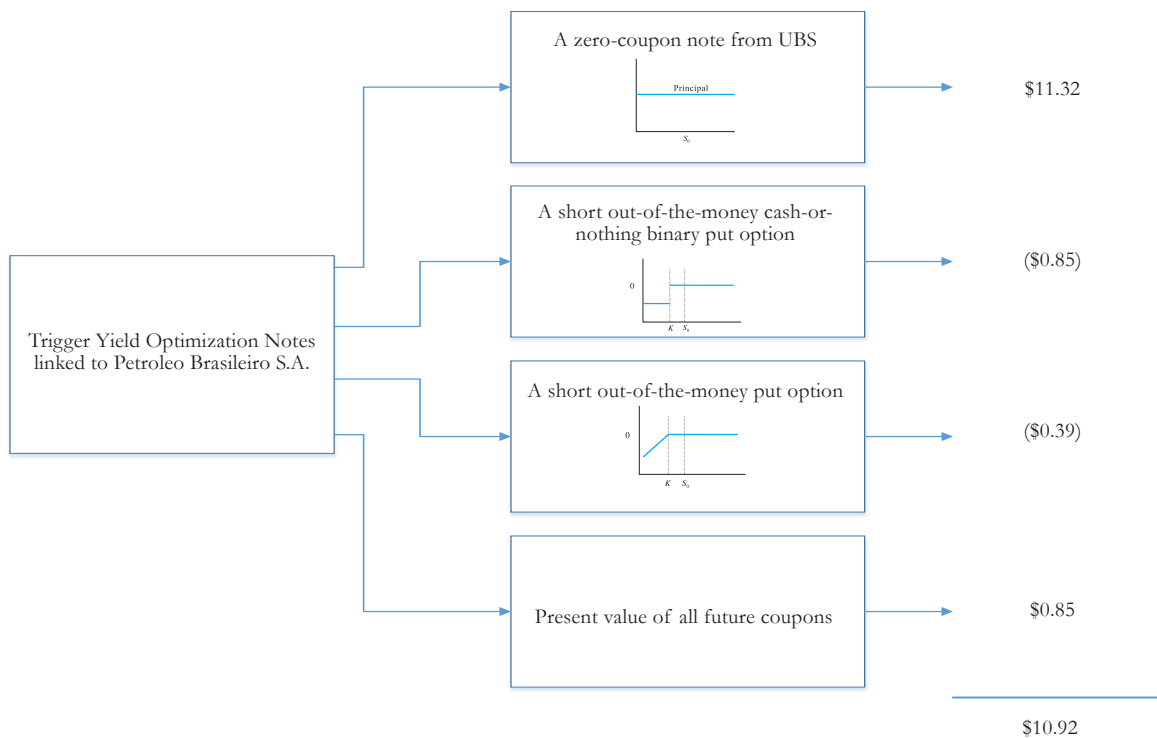 A zero-coupon note from UBS
Principal
S₀
$11.32
A short out-of-the-money cash-or-
nothing binary put option
0
K
S₀
($0.85)
Trigger Yield Optimization Notes
linked to Petroleo Brasileiro S.A.
A short out-of-the-money put option
0
K
S₀
($0.39)
Present value of all future coupons
$0.85
$10.92